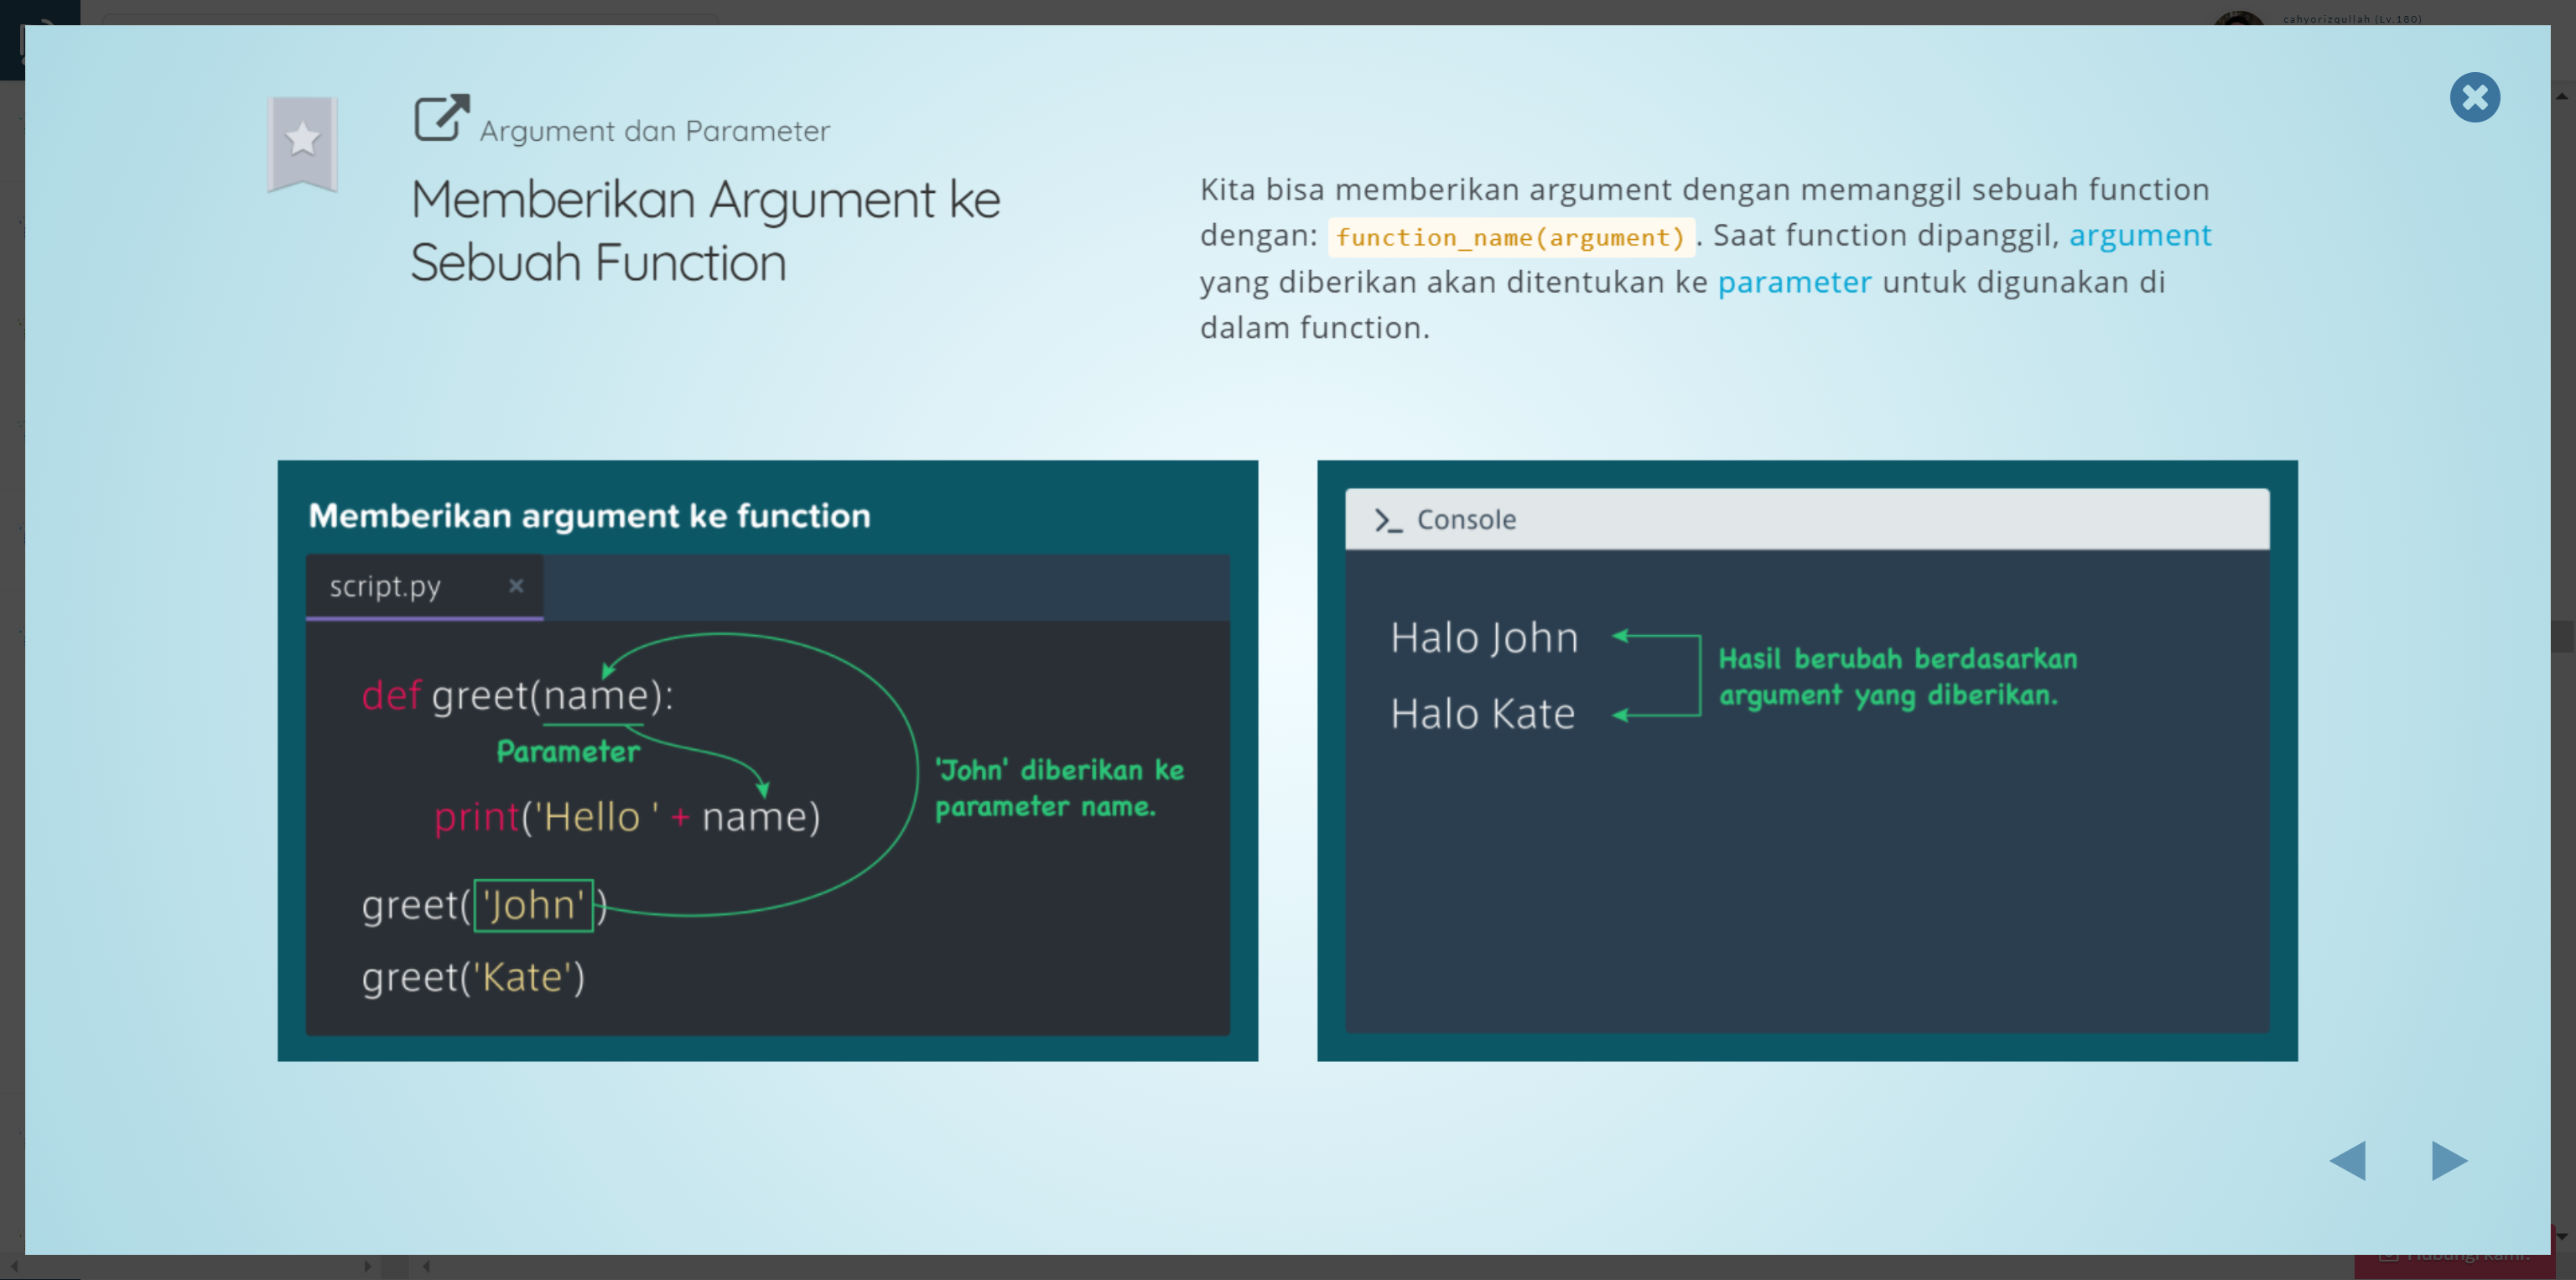 cahyorizqullah (Lv.180)
Argument dan Parameter
Memberikan Argument ke
Sebuah Function
Kita bisa memberikan argument dengan memanggil sebuah function
dengan: function_name(argument) . Saat function dipanggil, argument
yang diberikan akan ditentukan ke parameter untuk digunakan di
dalam function.
Memberikan argument ke function
script.py
def greet(name):
Parameter
print('Hello ' + name)
'John' diberikan ke
parameter name.
greet('John')
greet('Kate')
>_ Console
Halo John
Halo Kate
Hasil berubah berdasarkan
argument yang diberikan.
Hubungi kami!